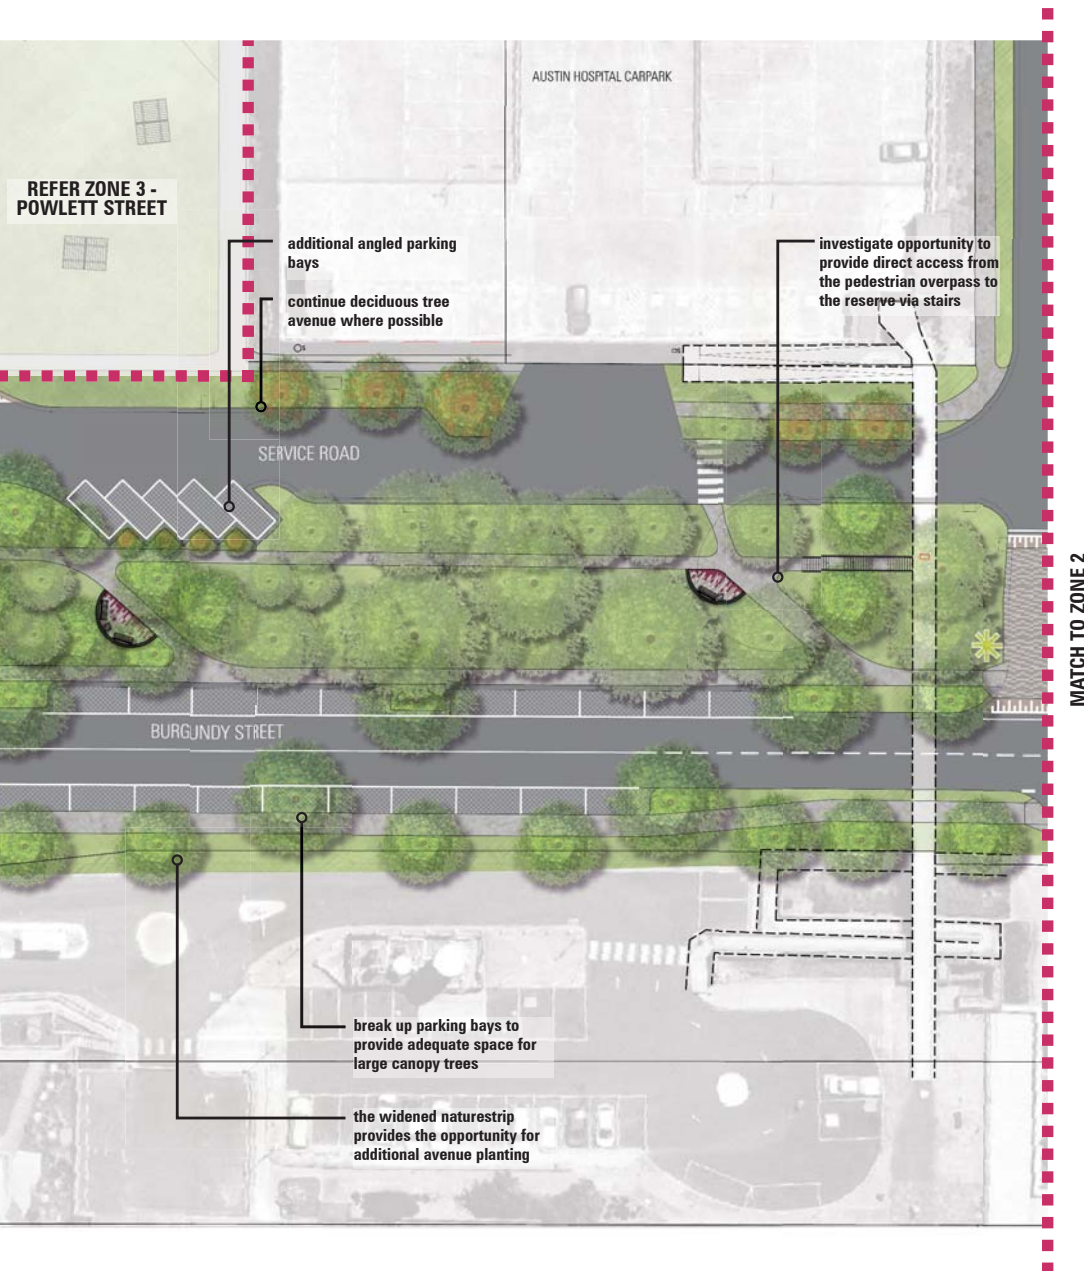 AUSTIN HOSPITAL CARPARK
REFER ZONE 3 -
POWLETT STREET
additional angled parking
bays
continue deciduous tree
avenue where possible
investigate opportunity to
provide direct access from
the pedestrian overpass to
the reserve via stairs
SERVICE ROAD
MATCH TO ZONE 2
BURGUNDY STREET
break up parking bays to
provide adequate space for
large canopy trees
the widened naturestrip
provides the opportunity for
additional avenue planting